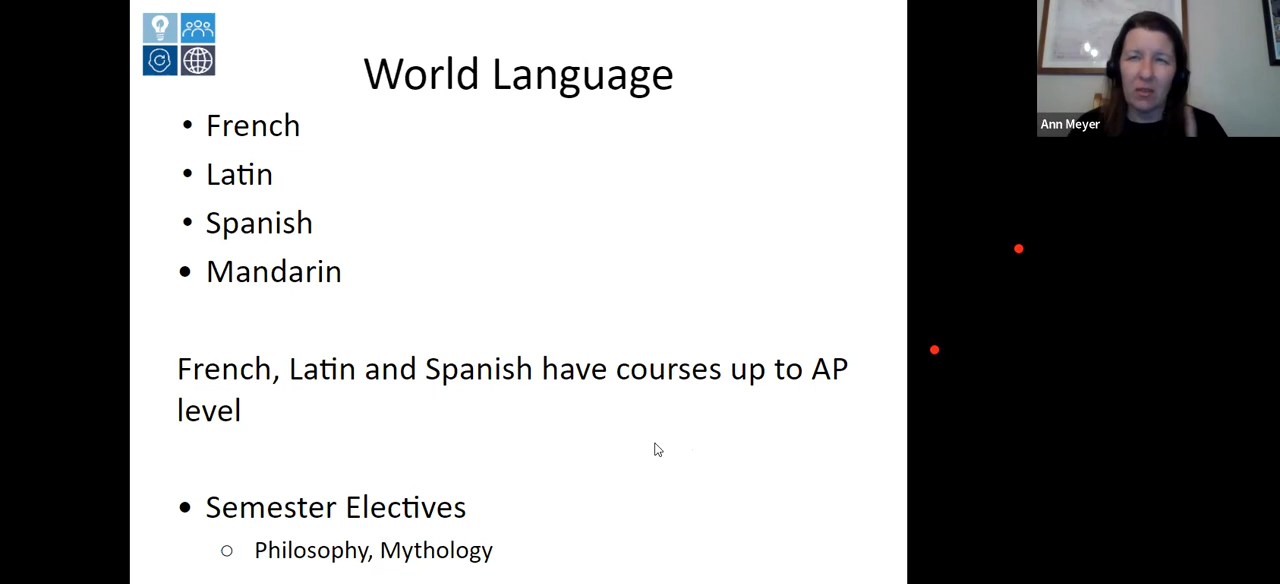 World Language
• French
• Latin
• Spanish
• Mandarin
French, Latin and Spanish have courses up to AP
level
• Semester Electives
○ Philosophy, Mythology
Ann Meyer